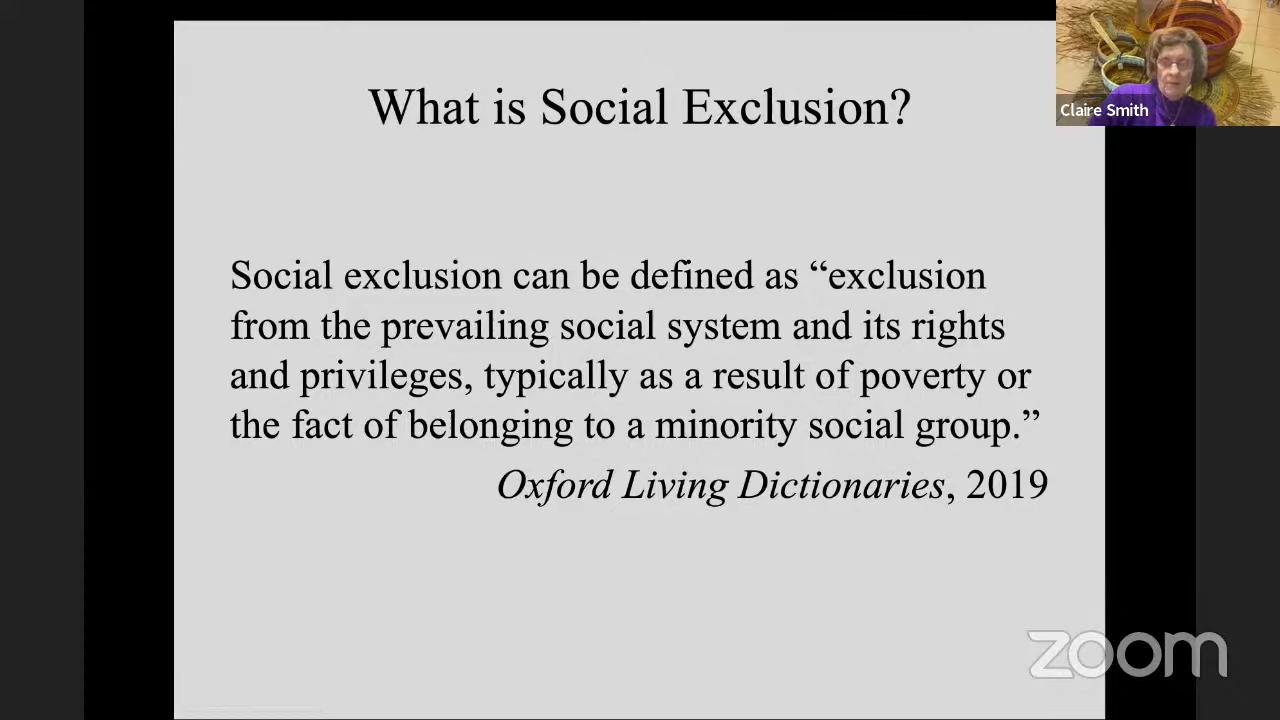 What is Social Exclusion?
Claire Smith
Social exclusion can be defined as “exclusion
from the prevailing social system and its rights
and privileges, typically as a result of poverty or
the fact of belonging to a minority social group.”
Oxford Living Dictionaries, 2019
zoom